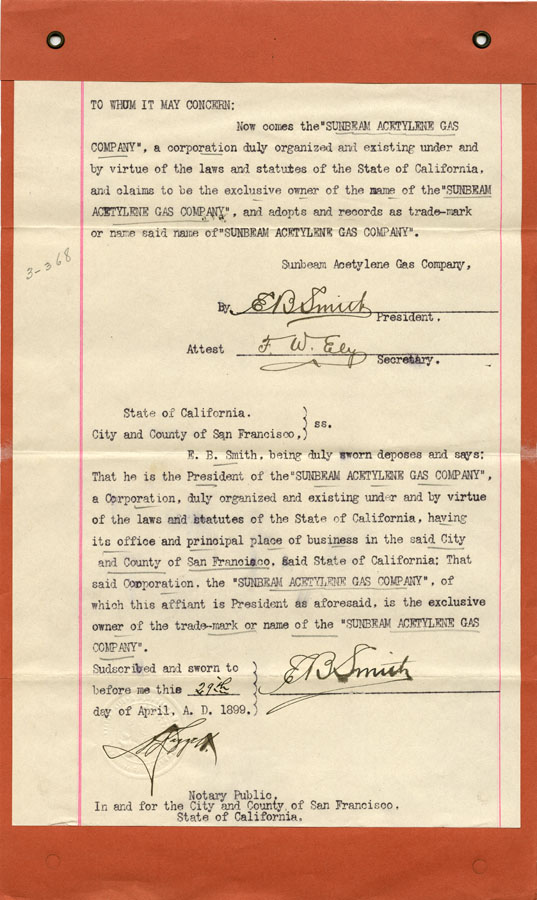 TO WHOM IT MAY CONCERN:
Now comes the"SUNBEAM ACETYLENE GAS
COMPANY", a corporation duly organized and existing under and
by virtue of the laws and statutes of the State of California,
and claims to be the exclusive owner of the name of the"SUNBEAM
ACETYLENE GAS COMPANY", and adopts and records as trade-mark
or name said name of"SUNBEAM ACETYLENE GAS COMPANY".
3-368
Sunbeam Acetylene Gas Company,
By E B Smith
President.
Attest F. W. Ely
Secretary.
State of California.
City and County of San Francisco,) ss.
E. B. Smith, being duly sworn deposes and says:
That he is the President of the"SUNBEAM ACETYLENE GAS COMPANY",
a Corporation, duly organized and existing under and by virtue
of the laws and statutes of the State of California, having
its office and principal place of business in the said City
and County of San Francisco, said State of California: That
said Corporation, the "SUNBEAM ACETYLENE GAS COMPANY", of
which this affiant is President as aforesaid, is the exclusive
owner of the trade-mark or name of the "SUNBEAM ACETYLENE GAS
COMPANY".
Sudscribed and sworn to
before me this 29th
day of April, A. D. 1899.)
E B Smith
Notary Public.
In and for the City and County of San Francisco.
State of California.